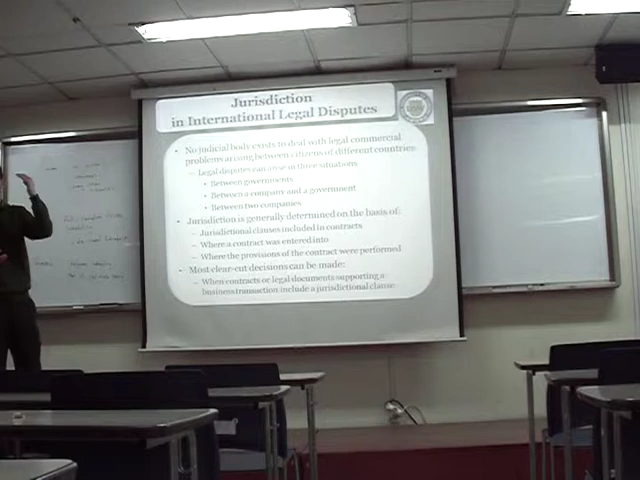 Jurisdiction
in International Legal Disputes
• No judicial body exists to deal with legal commercial
problems arising between citizens of different countries
– Legal disputes can arise in three situations
• Between governments
• Between a company and a government
• Between two companies
• Jurisdiction is generally determined on the basis of:
– Jurisdictional clauses included in contracts
– Where a contract was entered into
– Where the provisions of the contract were performed
• Most clear-cut decisions can be made:
– When contracts or legal documents supporting a
business transaction include a jurisdictional clause